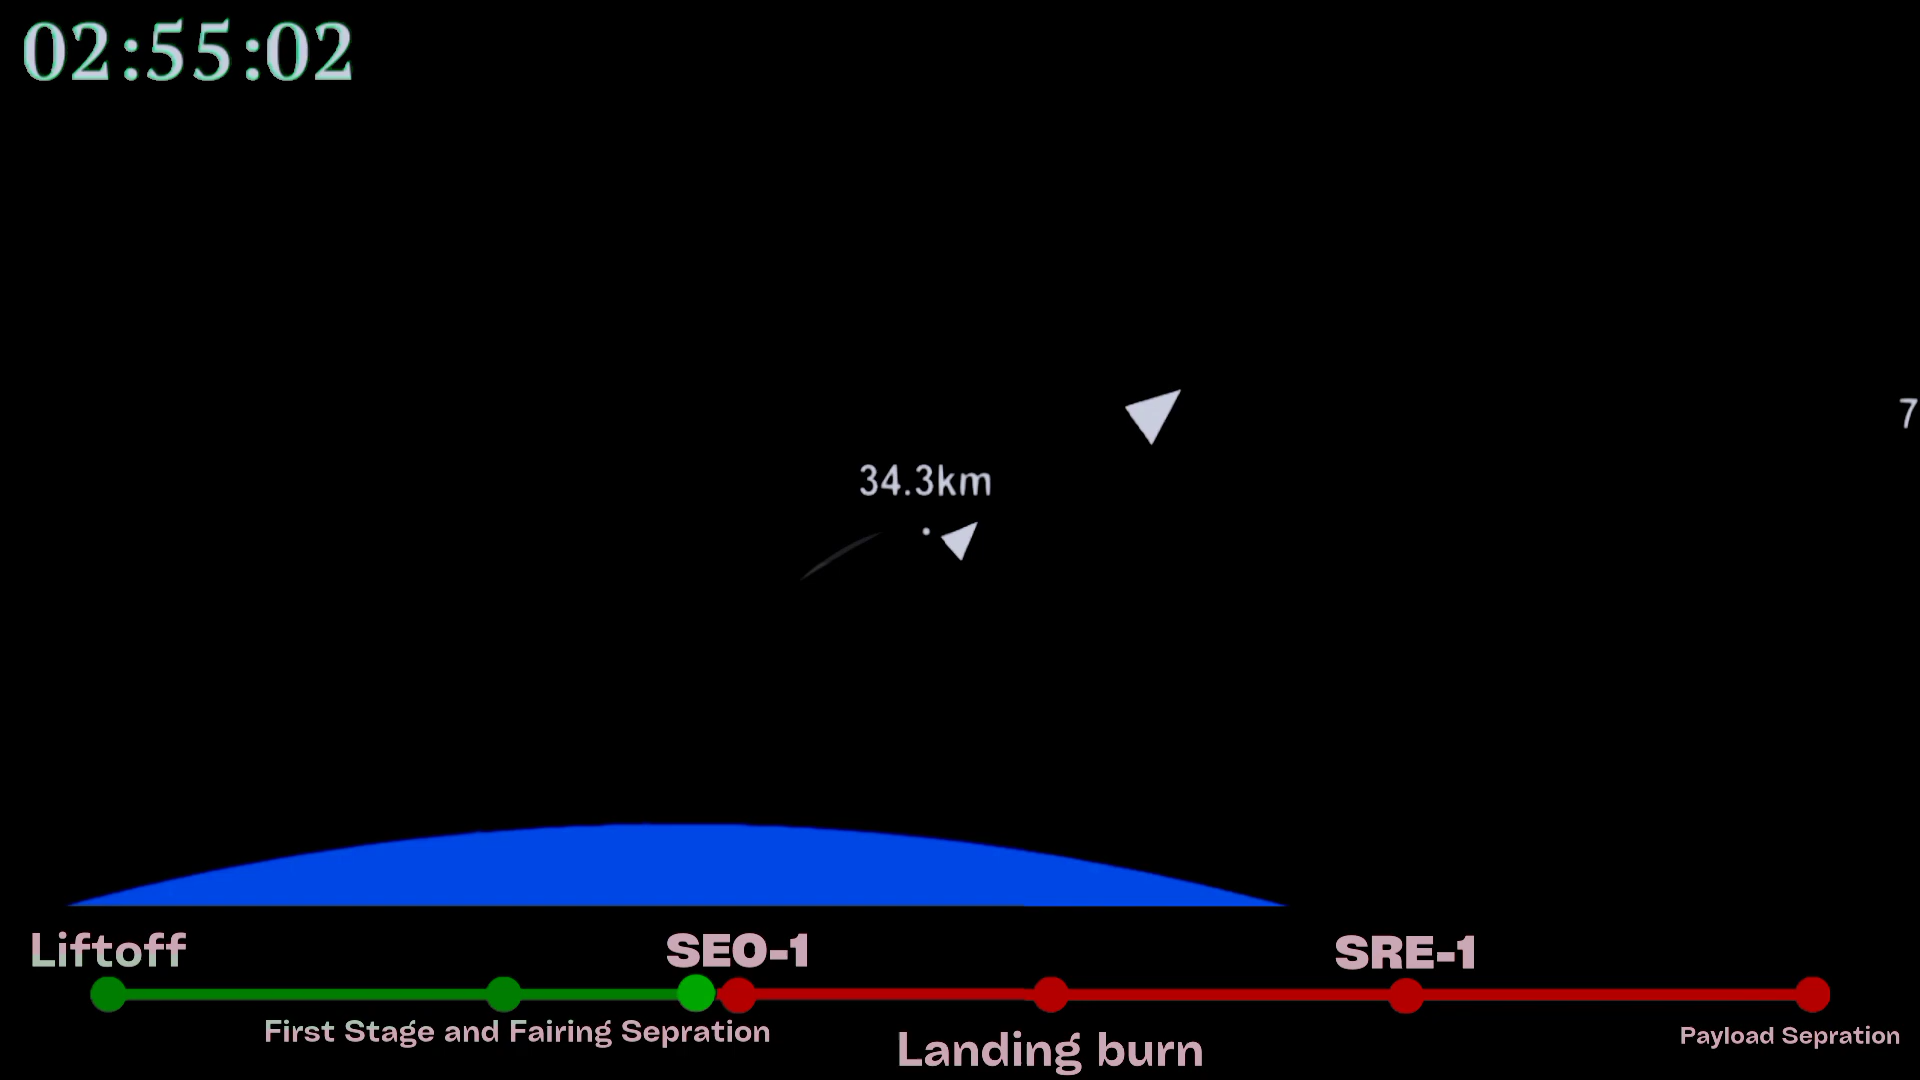 02:55:02
7
34.3km
Liftoff
SEO-1
SRE-1
First Stage and Fairing Sepration
Landing burn
Payload Sepration